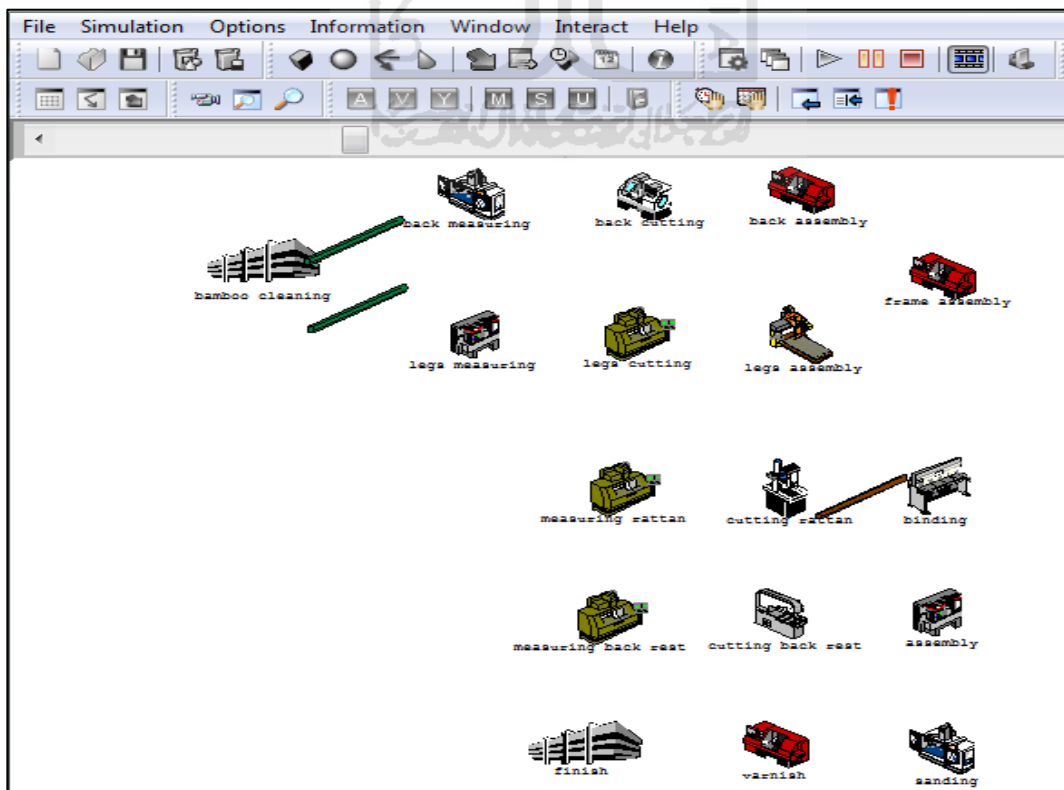 File Simulation Options Information Window Interact Help
12
A V Y M S U
back measuring back cutting back assembly
bamboo cleaning
frame assembly
legs measuring legs cutting legs assembly
measuring rattan cutting rattan binding
measuring back rest cutting back rest assembly
finish varnish sanding